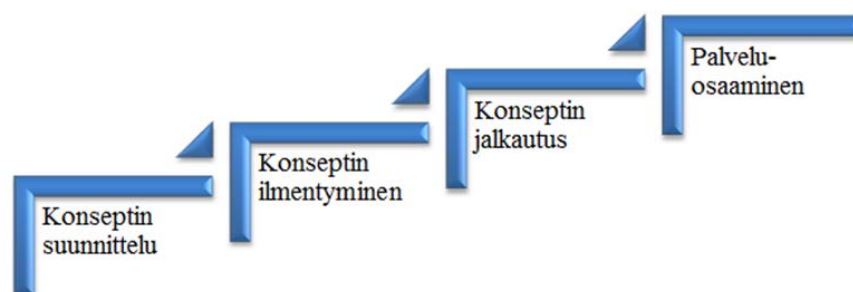 Konseptin
suunnittelu
Konseptin
ilmentyminen
Konseptin
jalkautus
Palvelu-
osaaminen